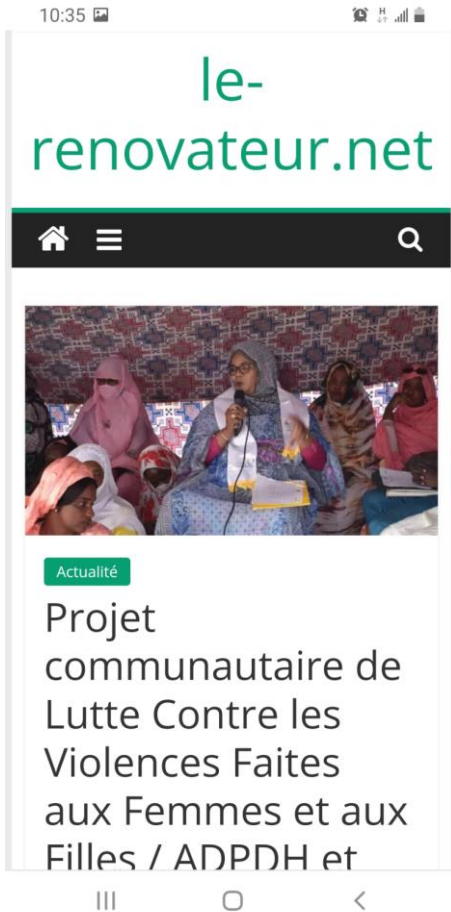 10:35
le-
renovateur.net
Actualité
Projet
communautaire de
Lutte Contre les
Violences Faites
aux Femmes et aux
Filles / ADPDH et